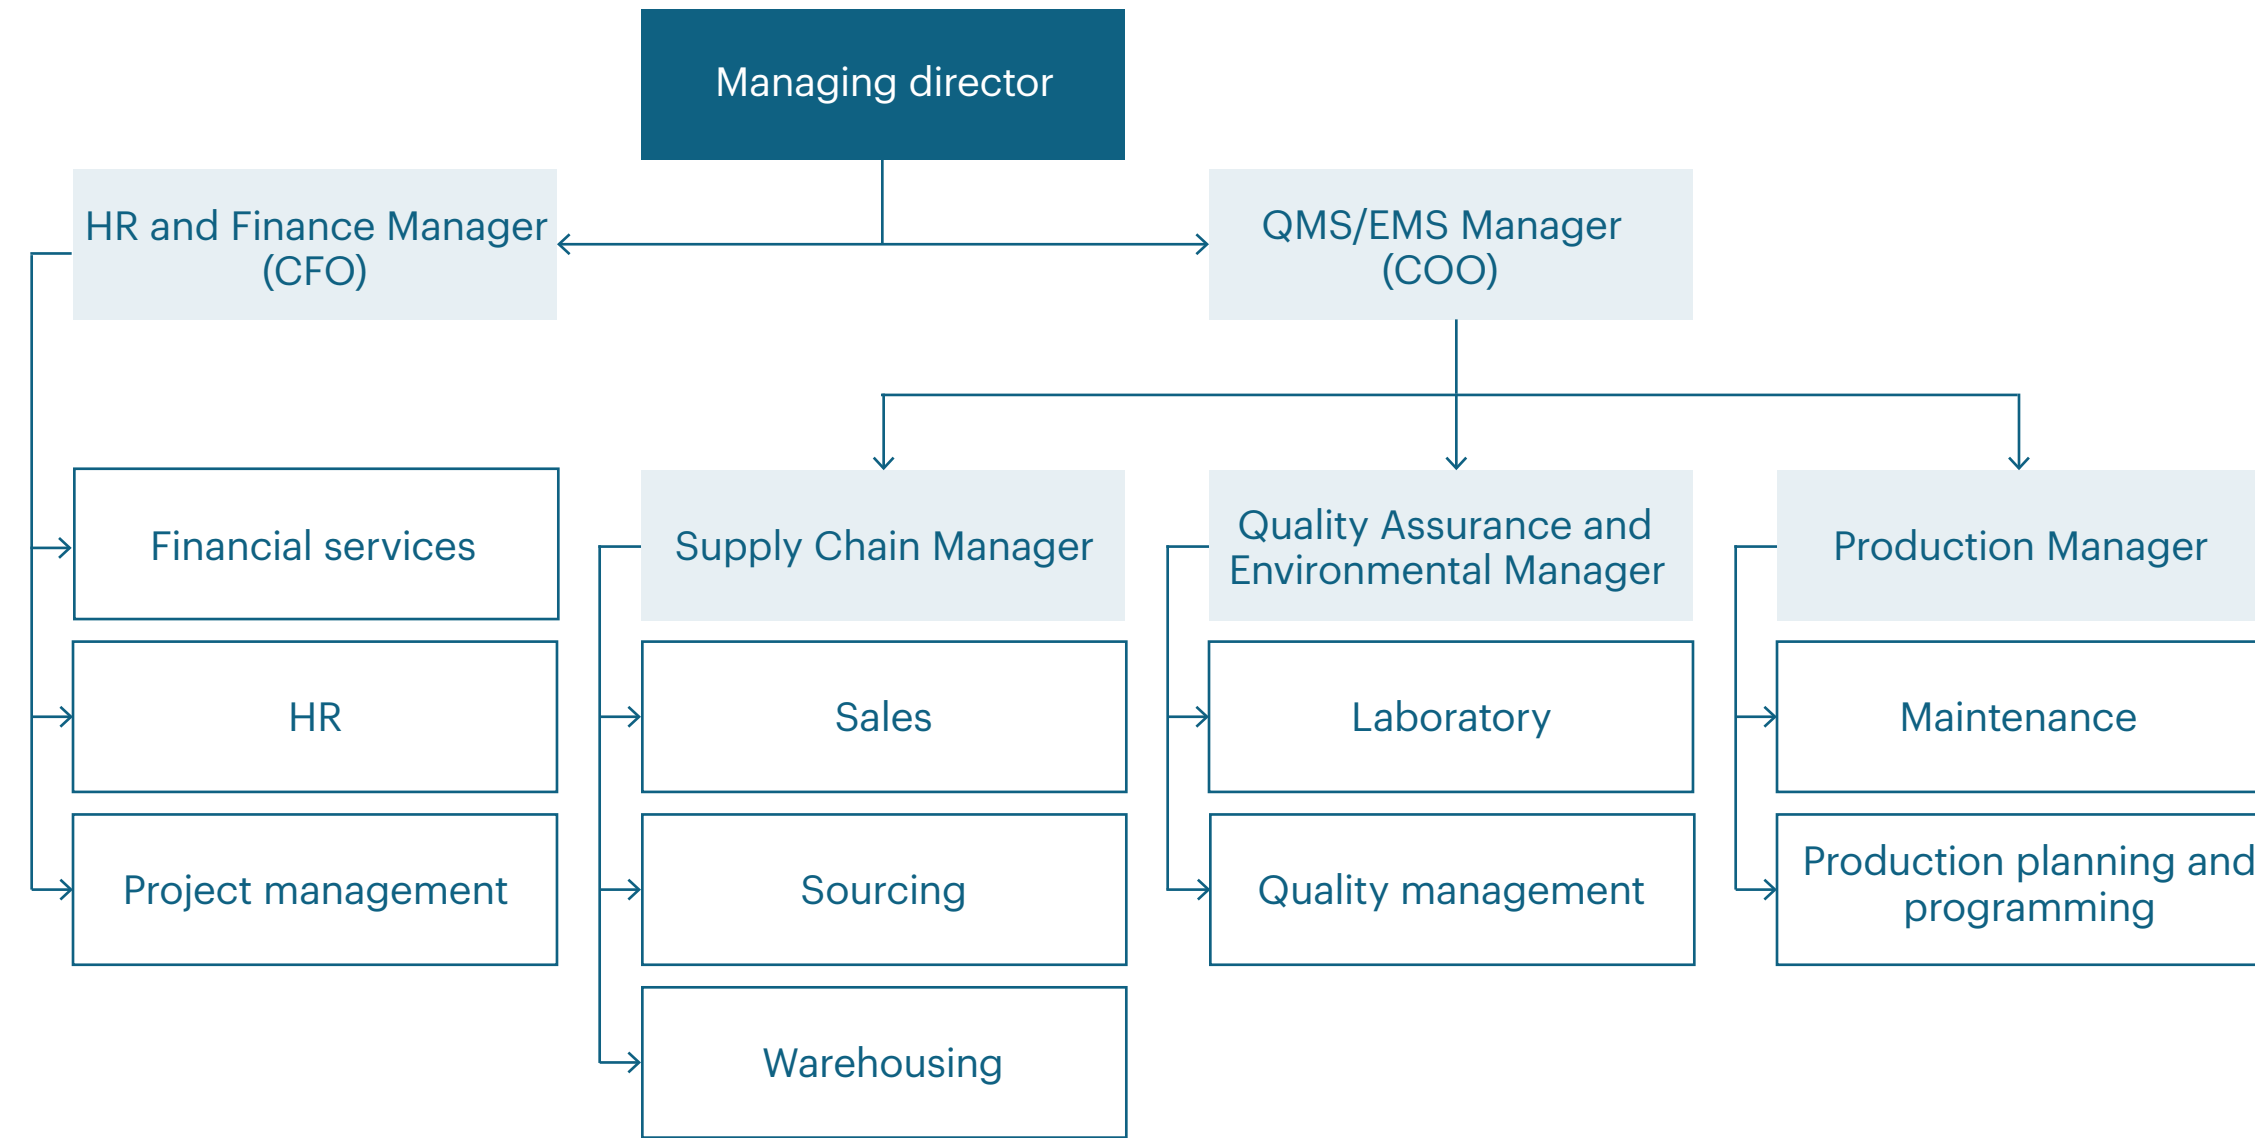 Managing director
HR and Finance Manager
(CFO)
QMS/EMS Manager
(COO)
Financial services
HR
Project management
Supply Chain Manager
Sales
Sourcing
Warehousing
Quality Assurance and
Environmental Manager
Laboratory
Quality management
Production Manager
Maintenance
Production planning and
programming